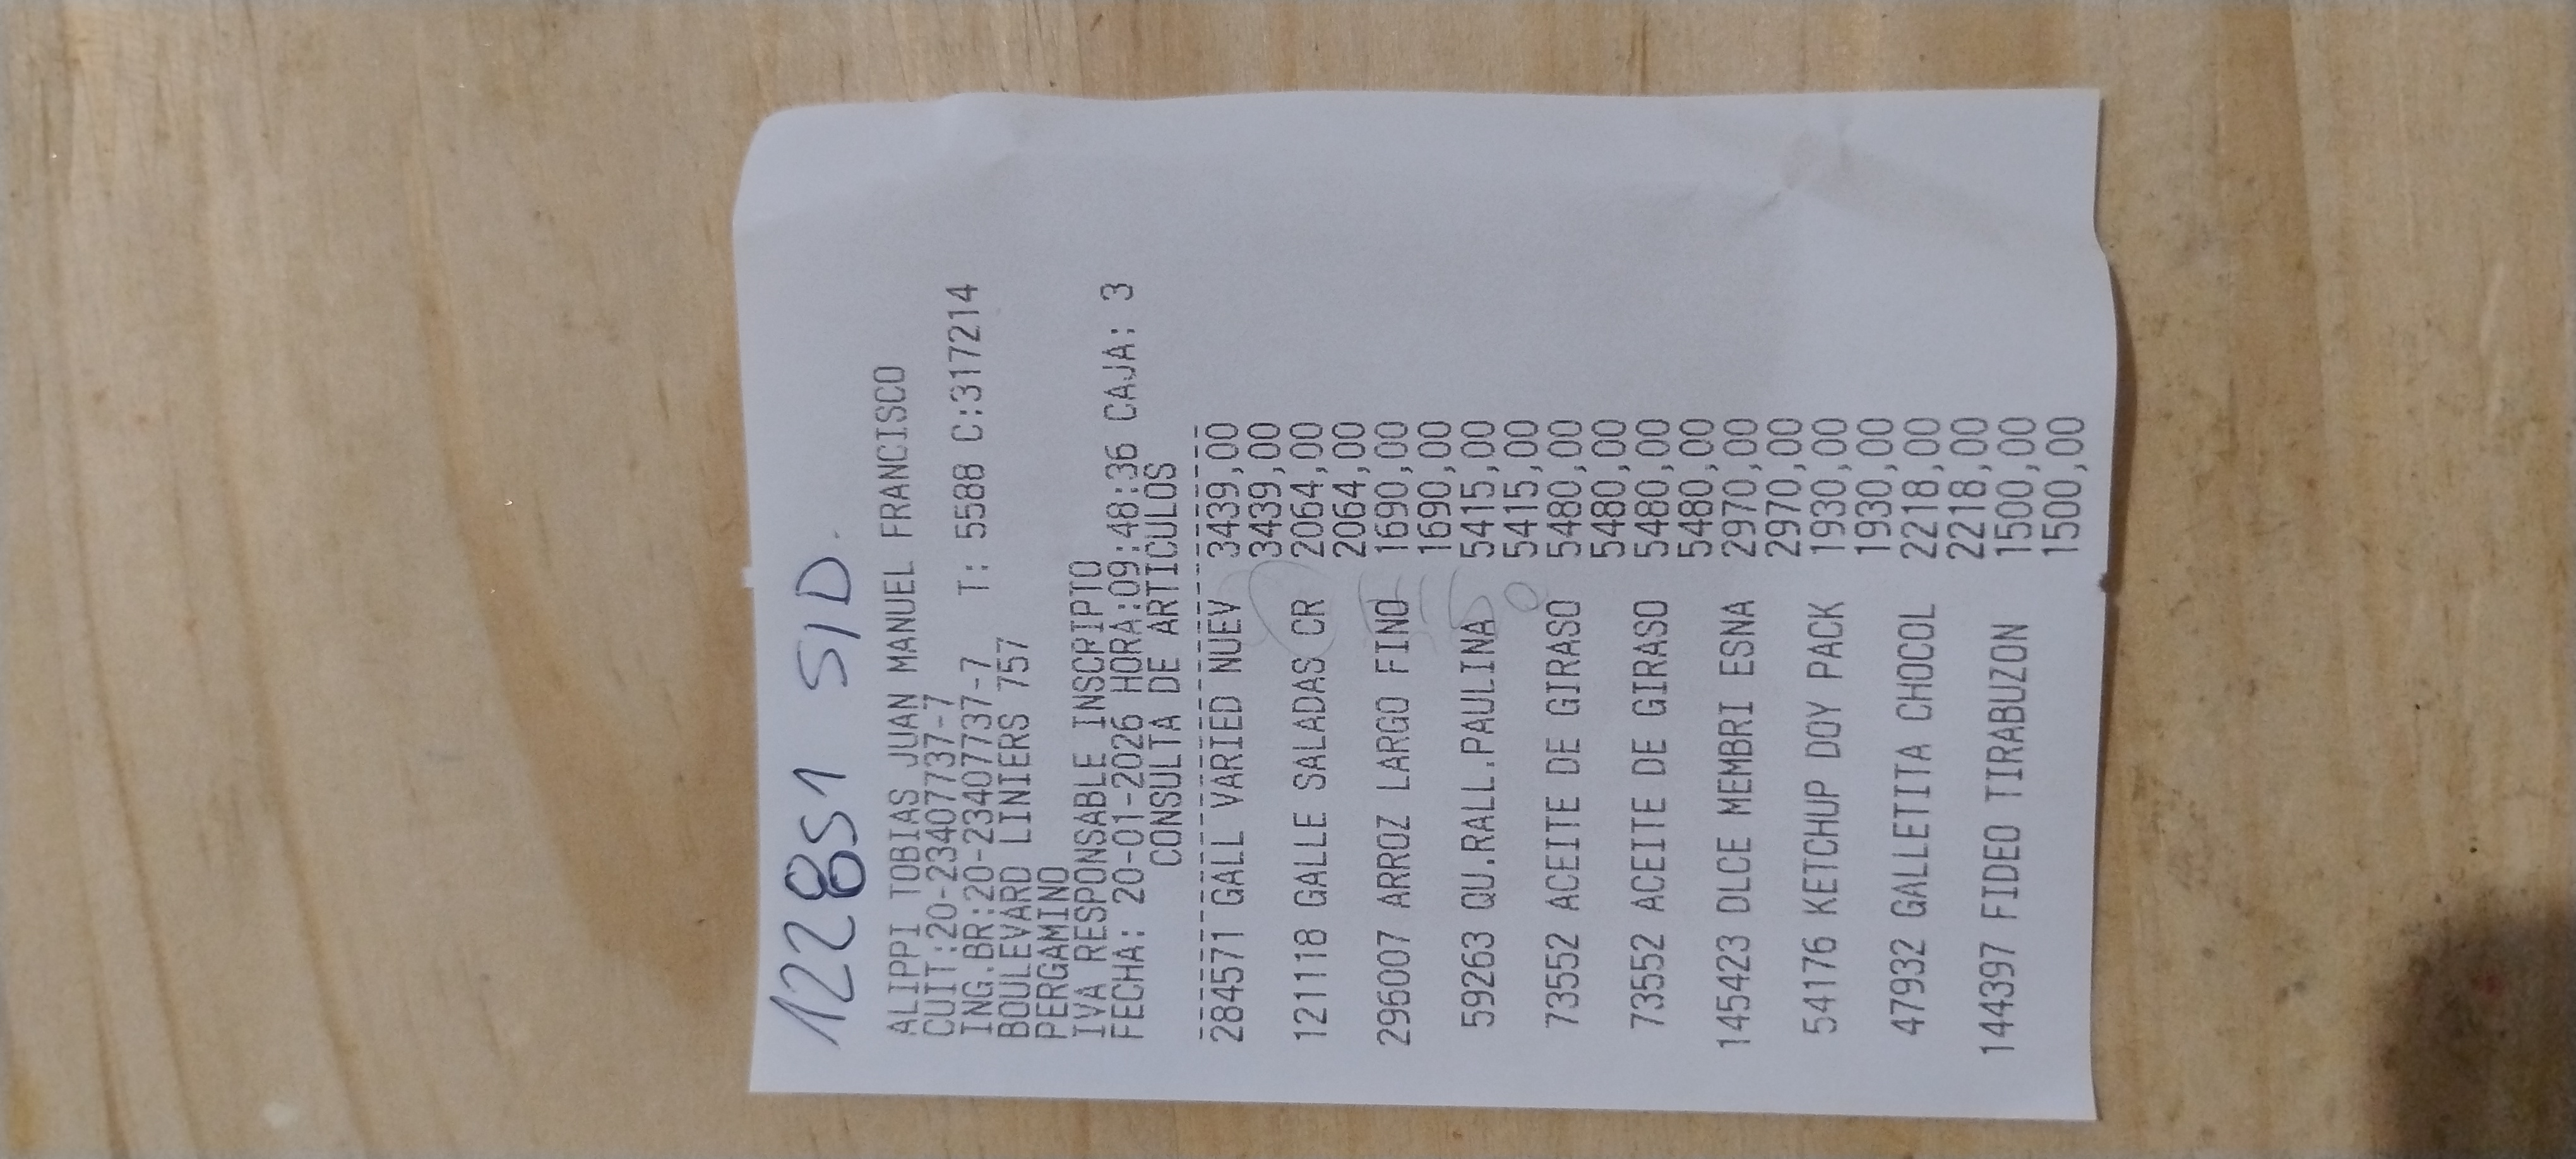 12851 S/D.
ALIPPI TOBIAS JUAN MANUEL FRANCISCO
CUIT:20-23407737-7
ING.BR:20-23407737-7 T: 5588 C:317214
BOULEVARD LINIERS 757
PERGAMINO
IVA RESPONSABLE INSCRIPTO
FECHA: 20-01-2026 HORA:09:48:36 CAJA: 3
CONSULTA DE ARTICULOS
284571 GALL VARIED NUEV 3439,00
3439,00
121118 GALLE SALADAS CR 2064,00
2064,00
296007 ARROZ LARGO FINO 1690,00
1690,00
59263 QU.RALL.PAULINA 5415,00
5415,00
73552 ACEITE DE GIRASO 5480,00
5480,00
73552 ACEITE DE GIRASO 5480,00
5480,00
145423 DLCE MEMBRI ESNA 2970,00
2970,00
54176 KETCHUP DOY PACK 1930,00
1930,00
47932 GALLETITA CHOCOL 2218,00
2218,00
144397 FIDEO TIRABUZON 1500,00
1500,00